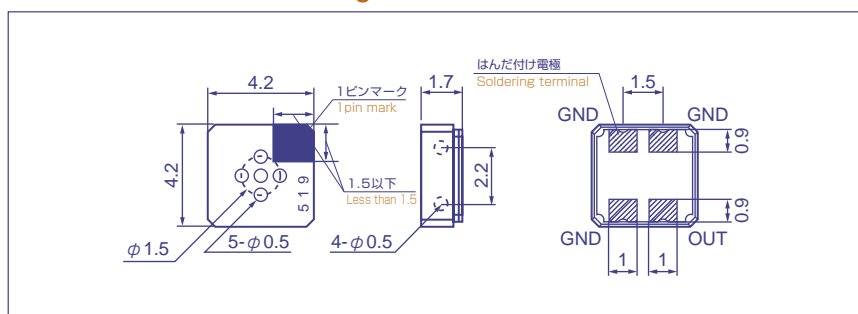 4.2
1ピンマーク
1pin mark
4.2
1.5以下
Less than 1.5
5 1 9
φ1.5
5-φ0.5
1.7
2.2
4-φ0.5
はんだ付け電極
Soldering terminal
1.5
GND
GND
0.9
0.9
GND
OUT
1
1